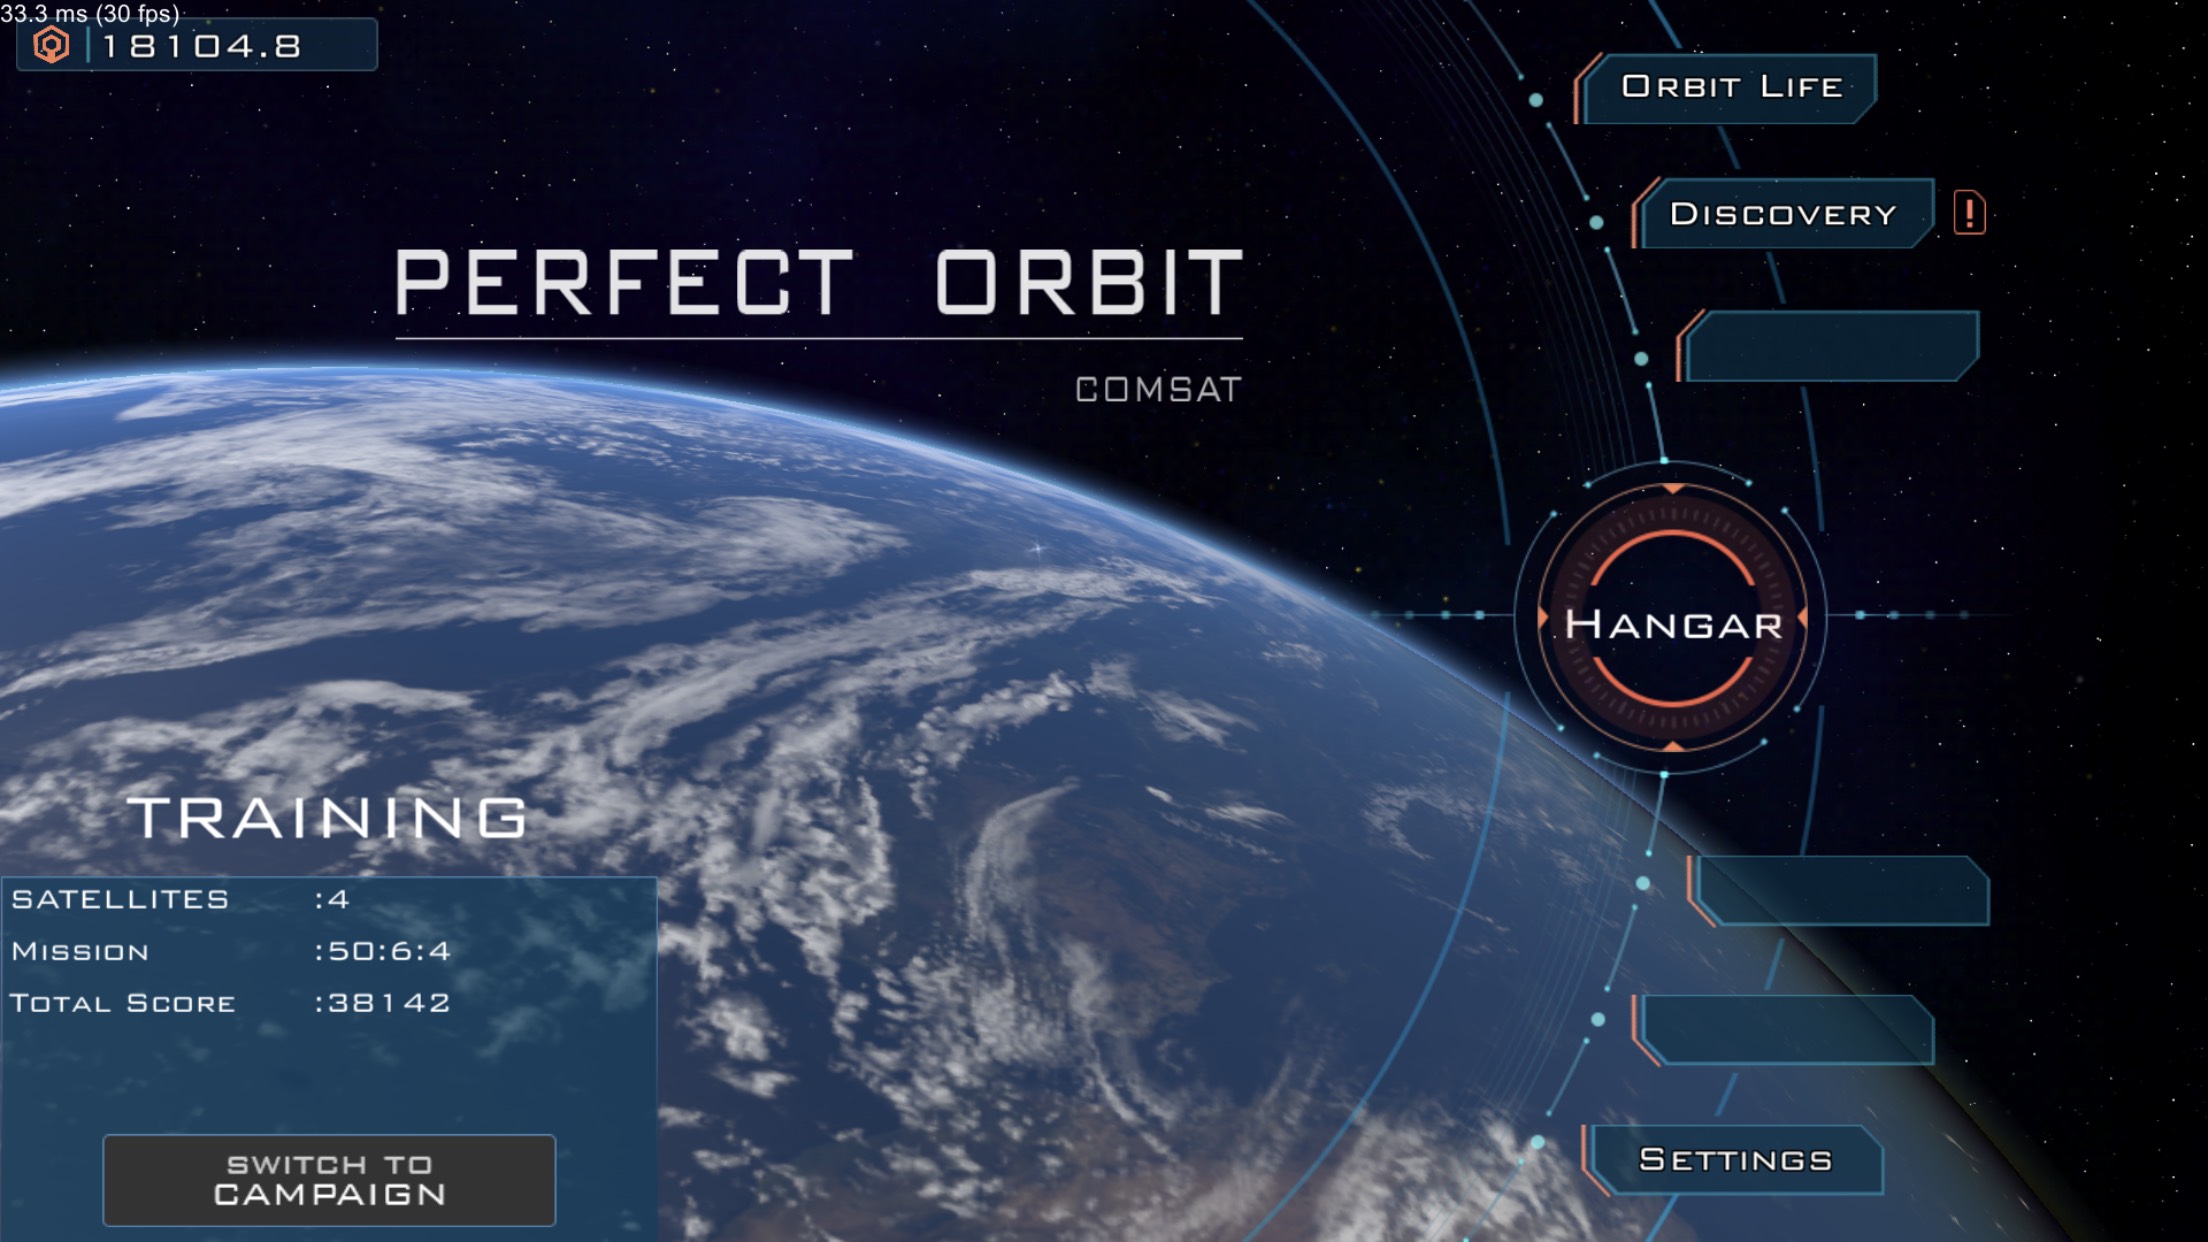 33.3 ms (30 fps)
18104.8
ORBIT LIFE
DISCOVERY
!
PERFECT ORBIT
COMSAT
HANGAR
TRAINING
SATELLITES :4
MISSION :50:6:4
TOTAL SCORE :38142
SWITCH TO
CAMPAIGN
SETTINGS